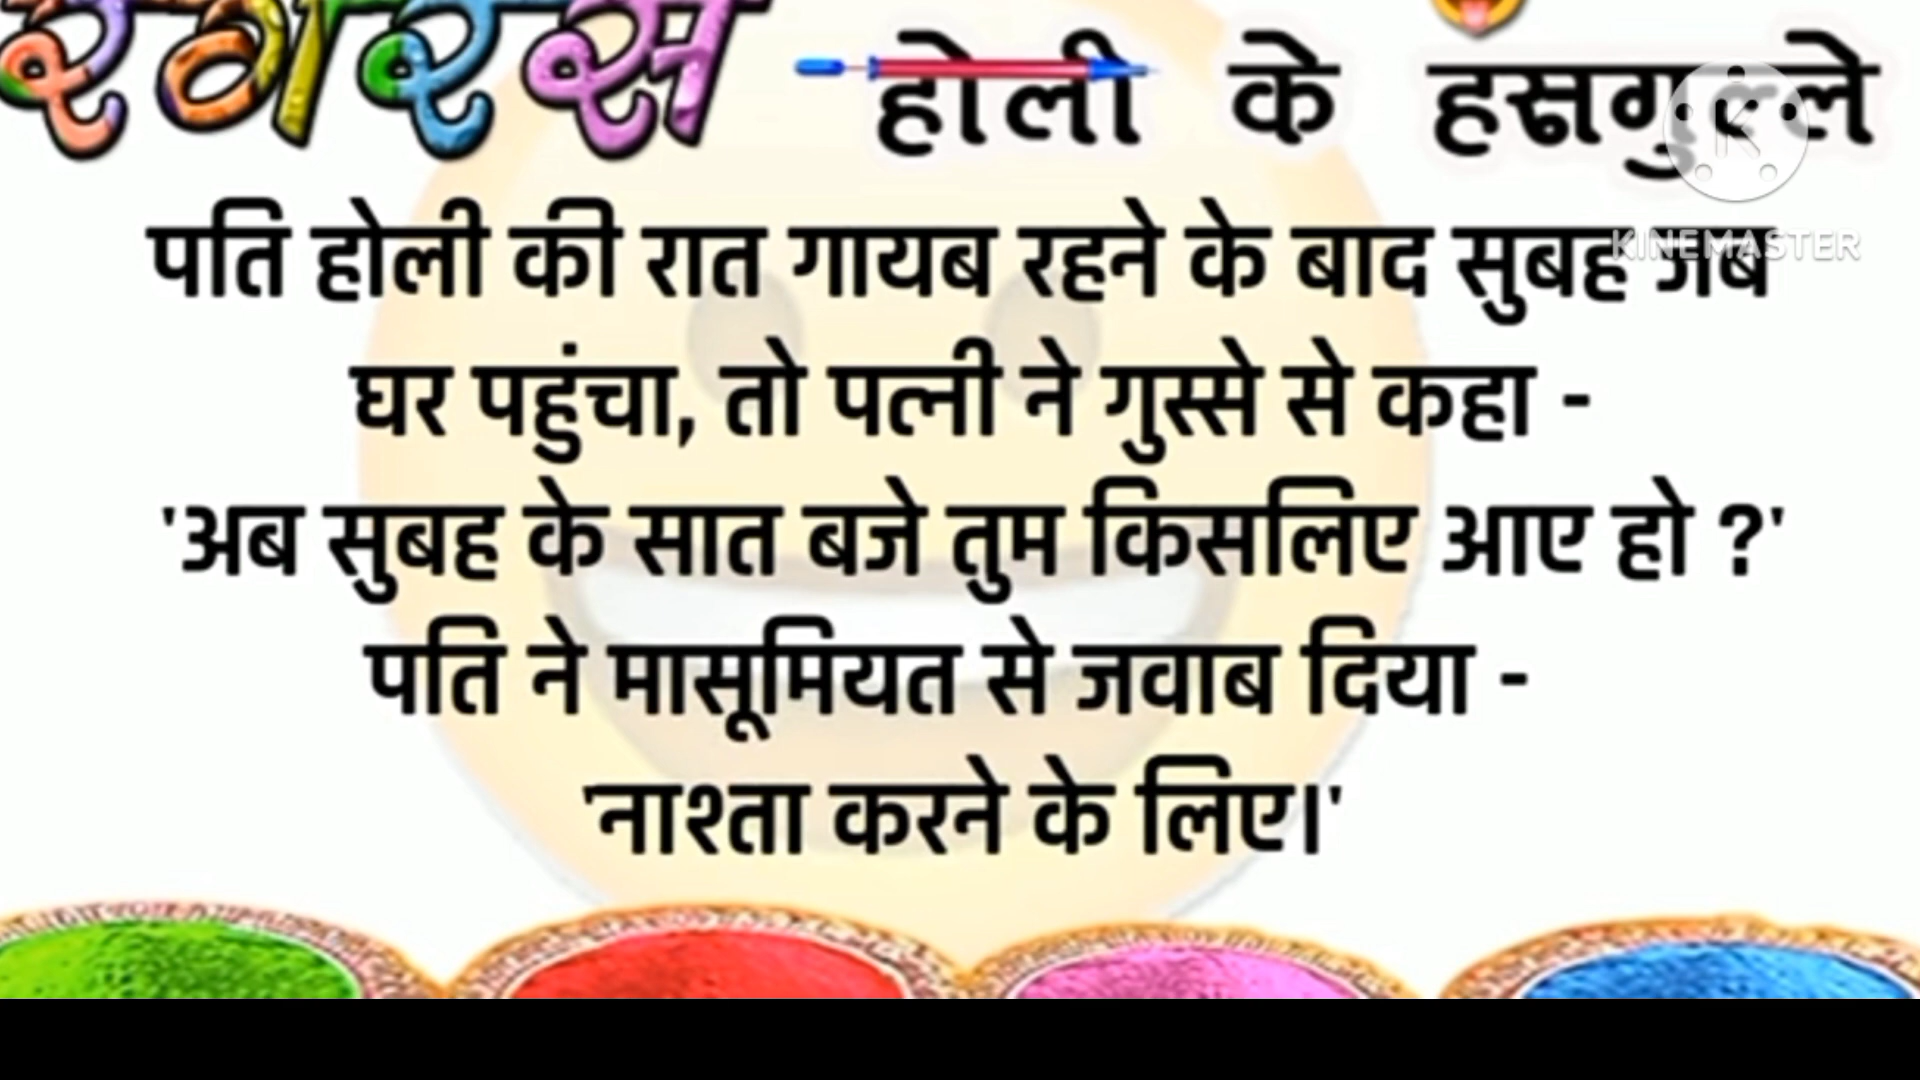 रंगरस
होली के हसगुल्ले
KINEMASTER
पति होली की रात गायब रहने के बाद सुबह जब
घर पहुंचा, तो पत्नी ने गुस्से से कहा -
'अब सुबह के सात बजे तुम किसलिए आए हो ?'
पति ने मासूमियत से जवाब दिया -
'नाश्ता करने के लिए।'